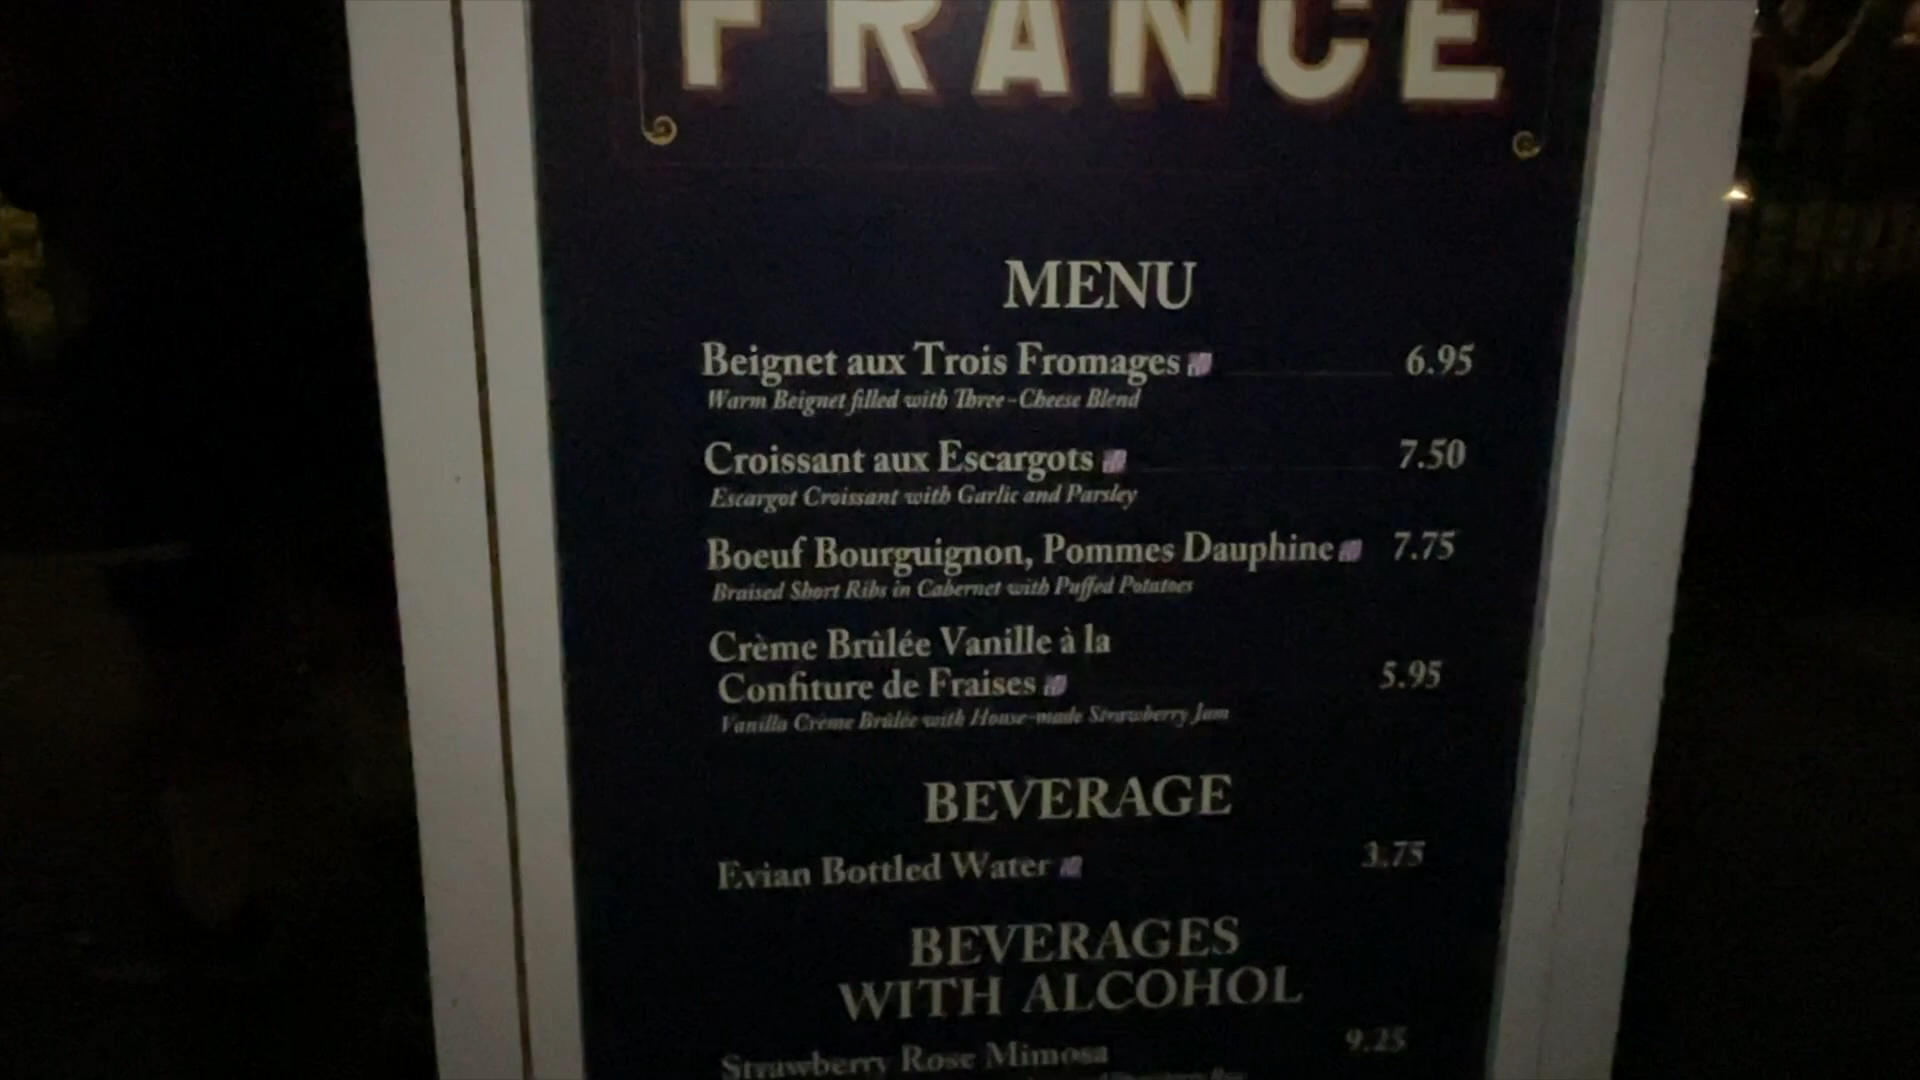 FRANCE
MENU
Beignet aux Trois Fromages 6.95
Warm Beignet filled with Three-Cheese Blend
Croissant aux Escargots 7.50
Escargot Croissant with Garlic and Parsley
Boeuf Bourguignon, Pommes Dauphine 7.75
Braised Short Ribs in Cabernet with Puffed Potatoes
Crème Brûlée Vanille à la
Confiture de Fraises 5.95
Vanilla Crème Brûlée with House-made Strawberry Jam
BEVERAGE
Evian Bottled Water 3.75
BEVERAGES
WITH ALCOHOL
Strawberry Rose Mimosa 9.25